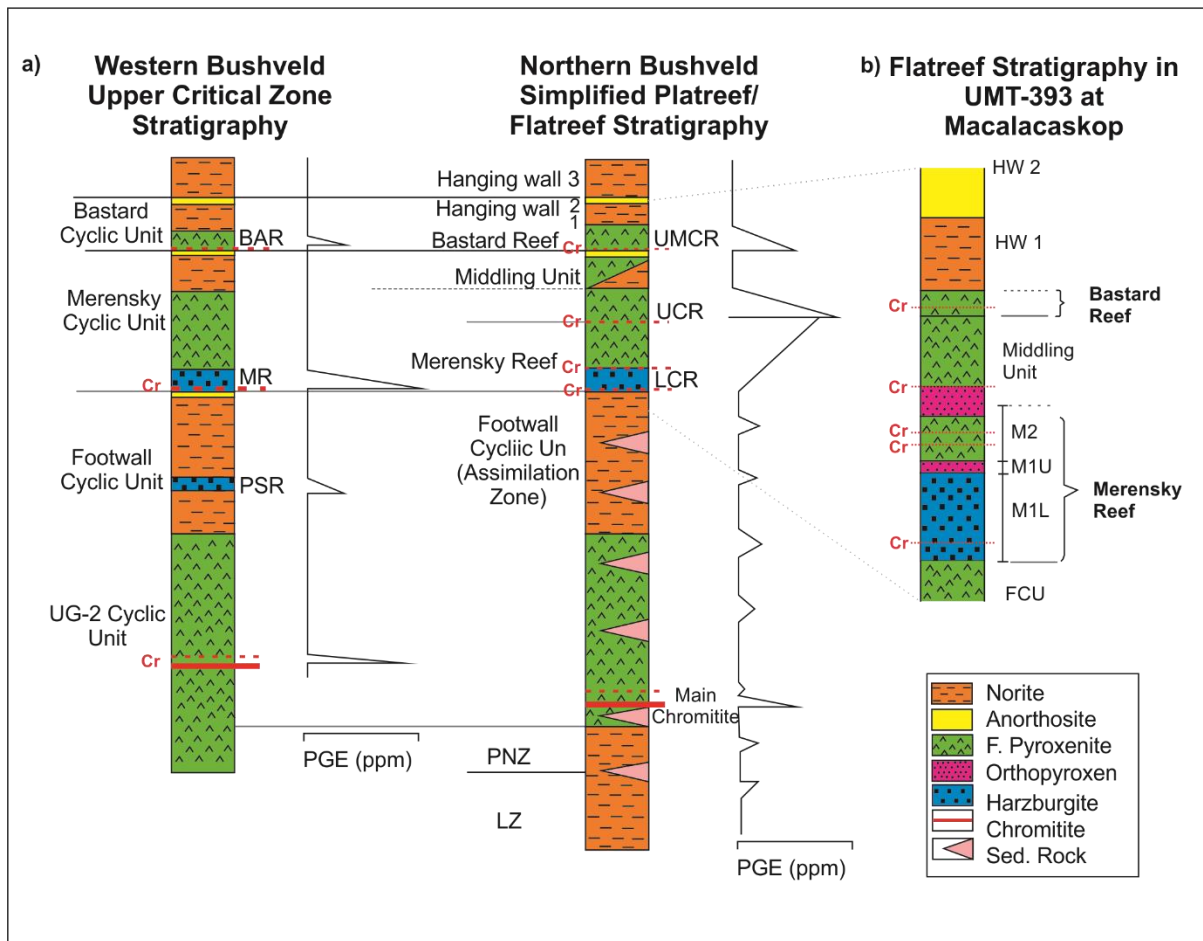 a)
Western Bushveld
Upper Critical Zone
Stratigraphy
Bastard
Cyclic Unit
BAR
Merensky
Cyclic Unit
Cr
MR
Footwall
Cyclic Unit
PSR
UG-2 Cyclic
Unit
Cr
PGE (ppm)
Northern Bushveld
Simplified Platreef/
Flatreef Stratigraphy
Hanging wall 3
Hanging wall 2
1
Bastard Reef
Cr
UMCR
Middling Unit
UCR
Cr
Merensky Reef
Cr
Cr
LCR
Footwall
Cycliic Un
(Assimilation
Zone)
Main
Chromitite
PNZ
LZ
PGE (ppm)
b)
Flatreef Stratigraphy in
UMT-393 at
Macalacaskop
HW 2
HW 1
Cr
Bastard
Reef
Middling
Unit
Cr
Cr
Cr
M2
M1U
M1L
Merensky
Reef
Cr
FCU
Norite
Anorthosite
F. Pyroxenite
Orthopyroxen
Harzburgite
Chromitite
Sed. Rock